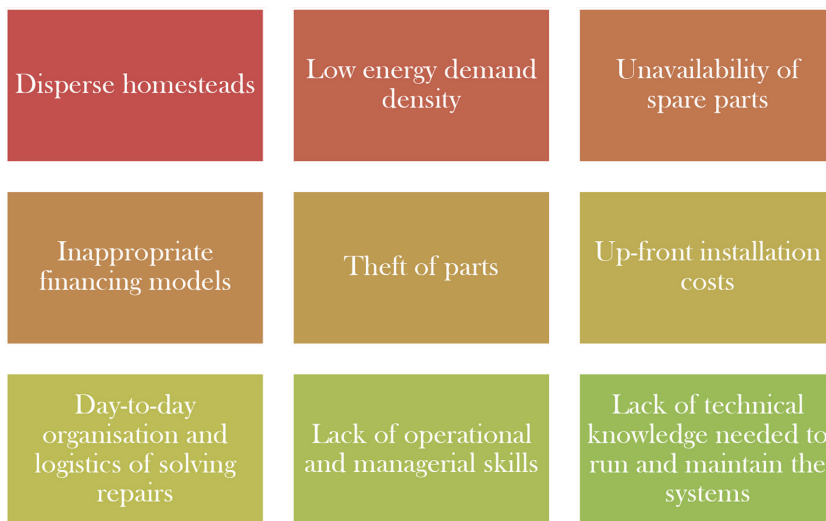 Disperse homesteads
Low energy demand
density
Unavailability of
spare parts
Inappropriate
financing models
Theft of parts
Up-front installation
costs
Day-to-day
organisation and
logistics of solving
repairs
Lack of operational
and managerial skills
Lack of technical
knowledge needed to
run and maintain the
systems